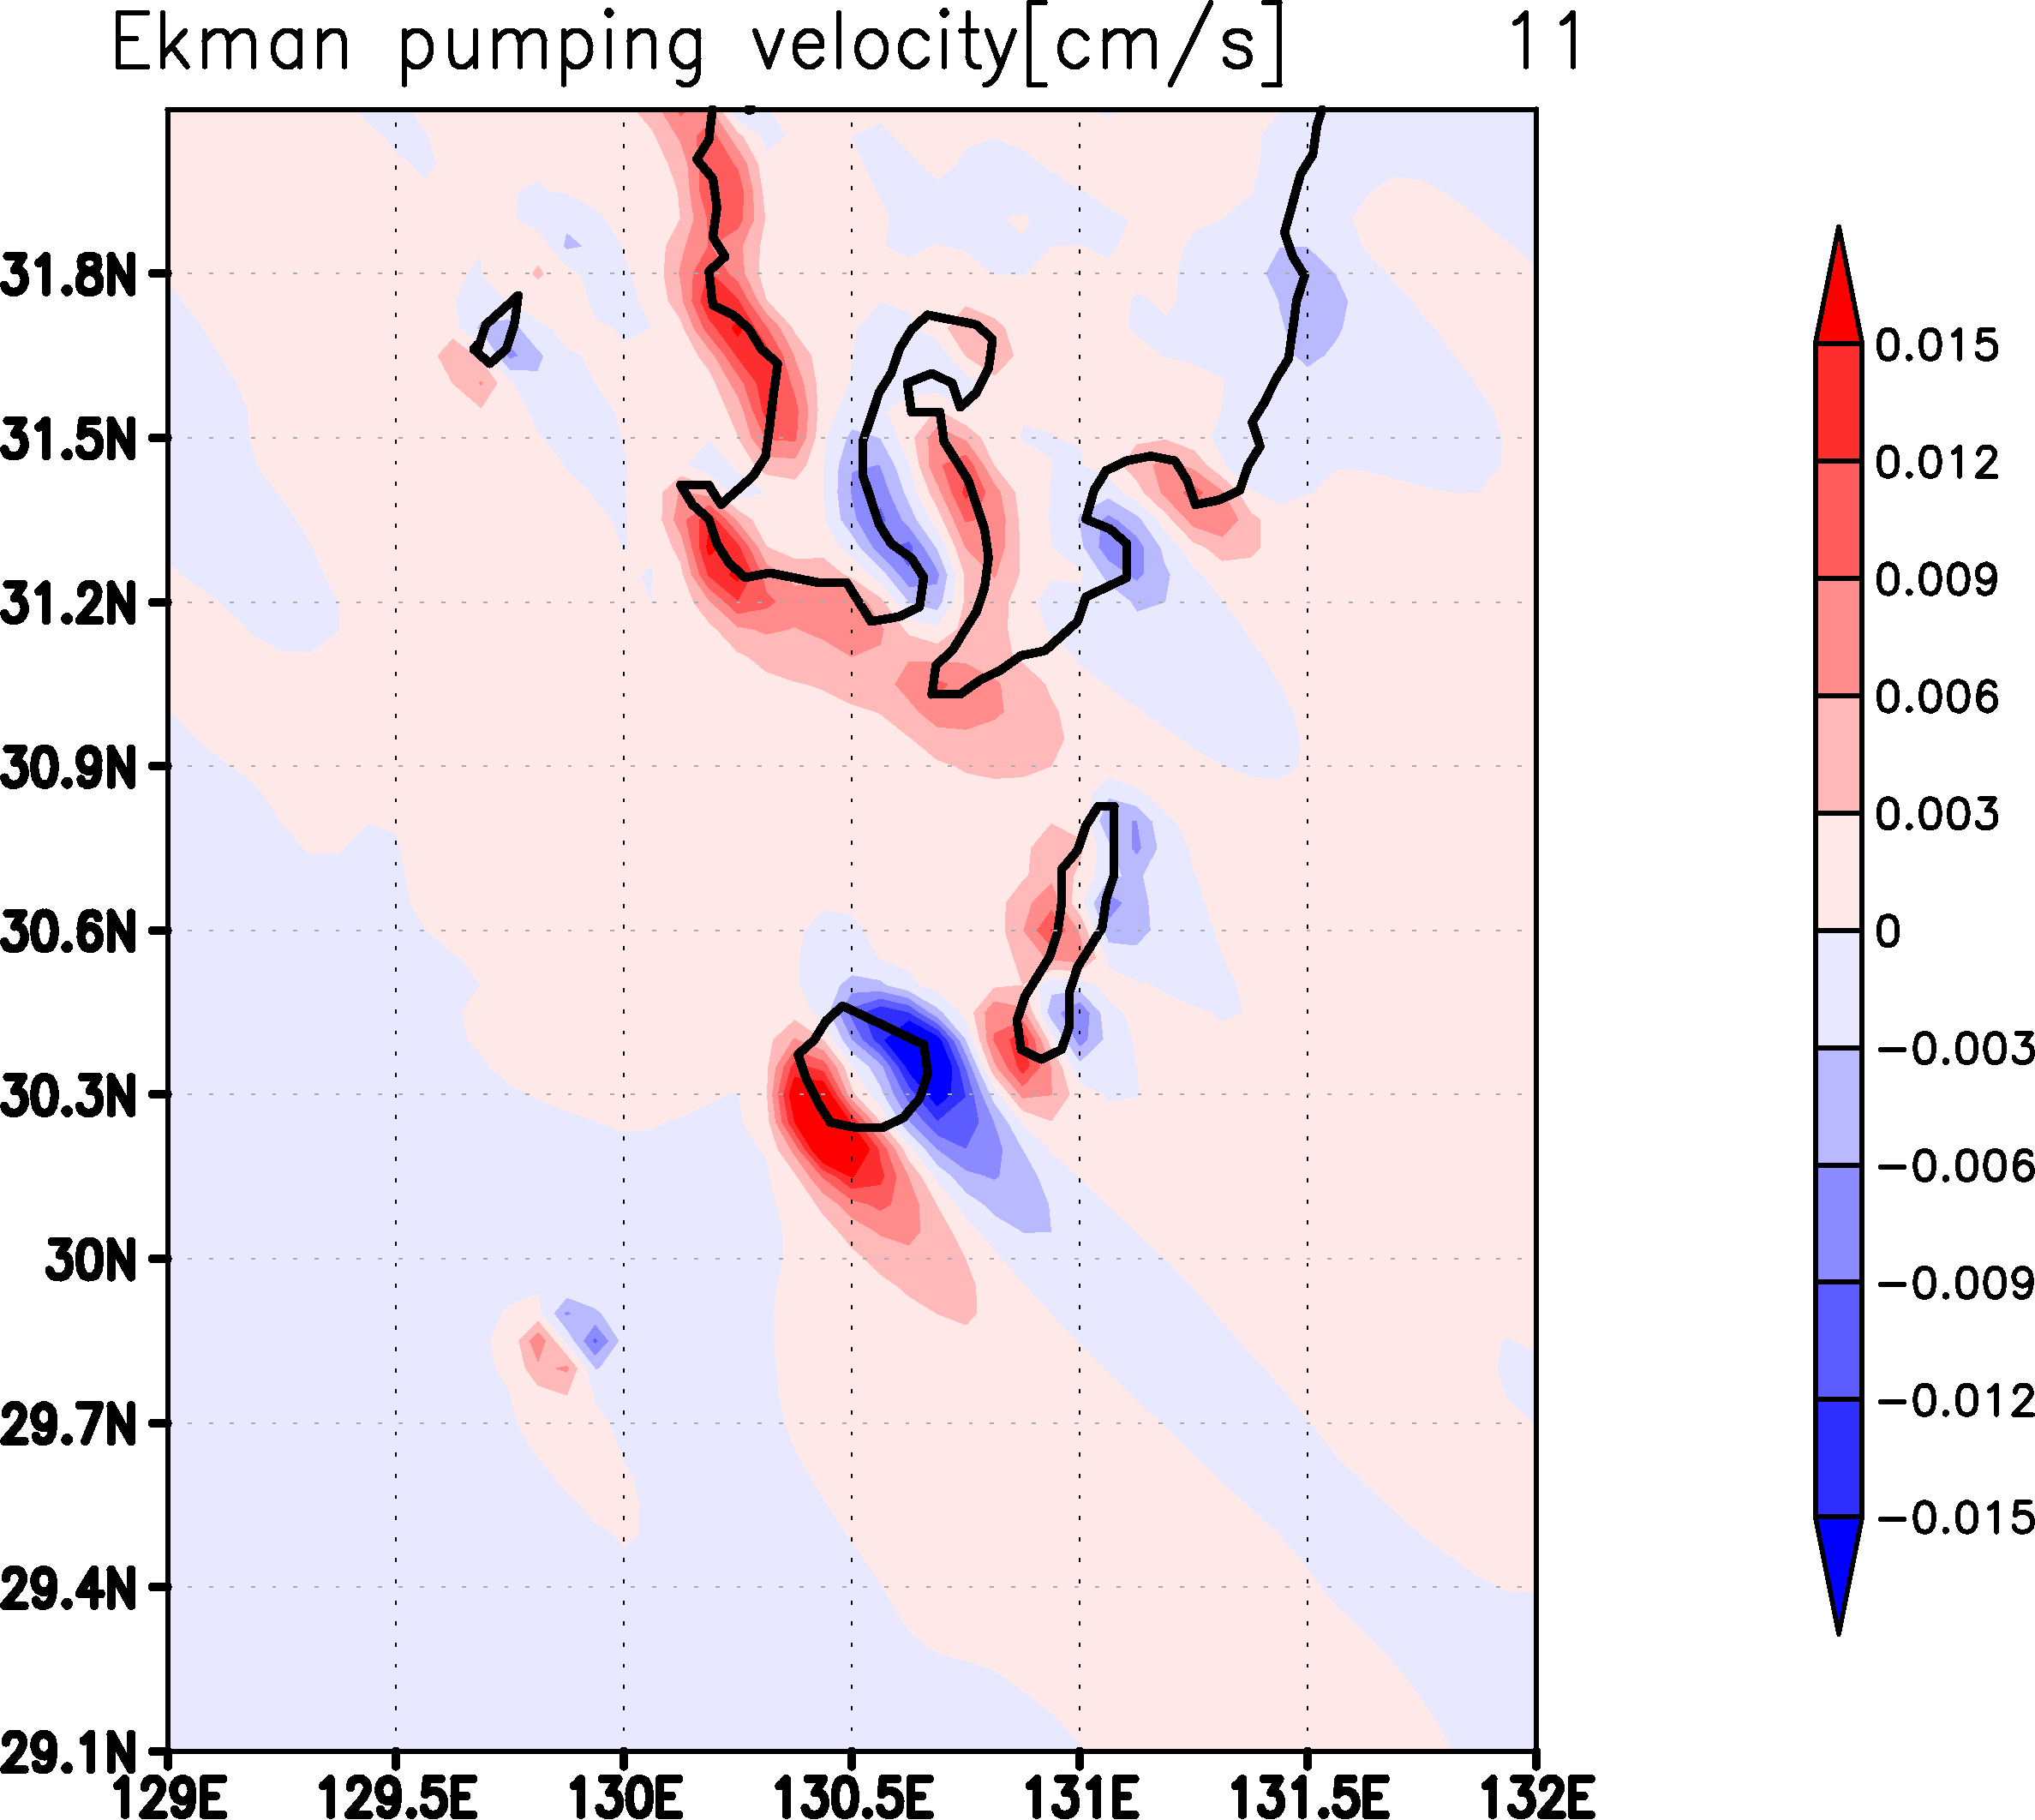 Ekman pumping velocity[cm/s] 11
31.8N
31.5N
31.2N
30.9N
30.6N
30.3N
30N
29.7N
29.4N
29.1N
129E 129.5E 130E 130.5E 131E 131.5E 132E
0.015
0.012
0.009
0.006
0.003
0
−0.003
−0.006
−0.009
−0.012
−0.015